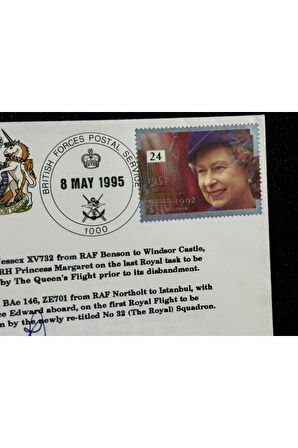 BRITISH FORCES POSTAL SERVICE
8 MAY 1995
1000
24
1952
1992
essex XV732 from RAF Benson to Windsor Castle,
RH Princess Margaret on the last Royal task to be
by The Queen's Flight prior to its disbandment.
BAe 146, ZE701 from RAF Northolt to Istanbul, with
ce Edward aboard, on the first Royal Flight to be
n by the newly re-titled No 32 (The Royal) Squadron.